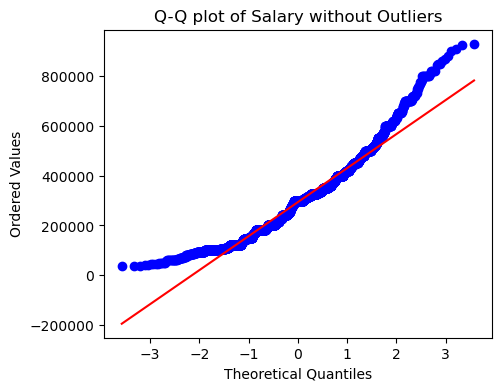 Q-Q plot of Salary without Outliers
Ordered Values
800000
600000
400000
200000
0
−200000
−3 −2 −1 0 1 2 3
Theoretical Quantiles